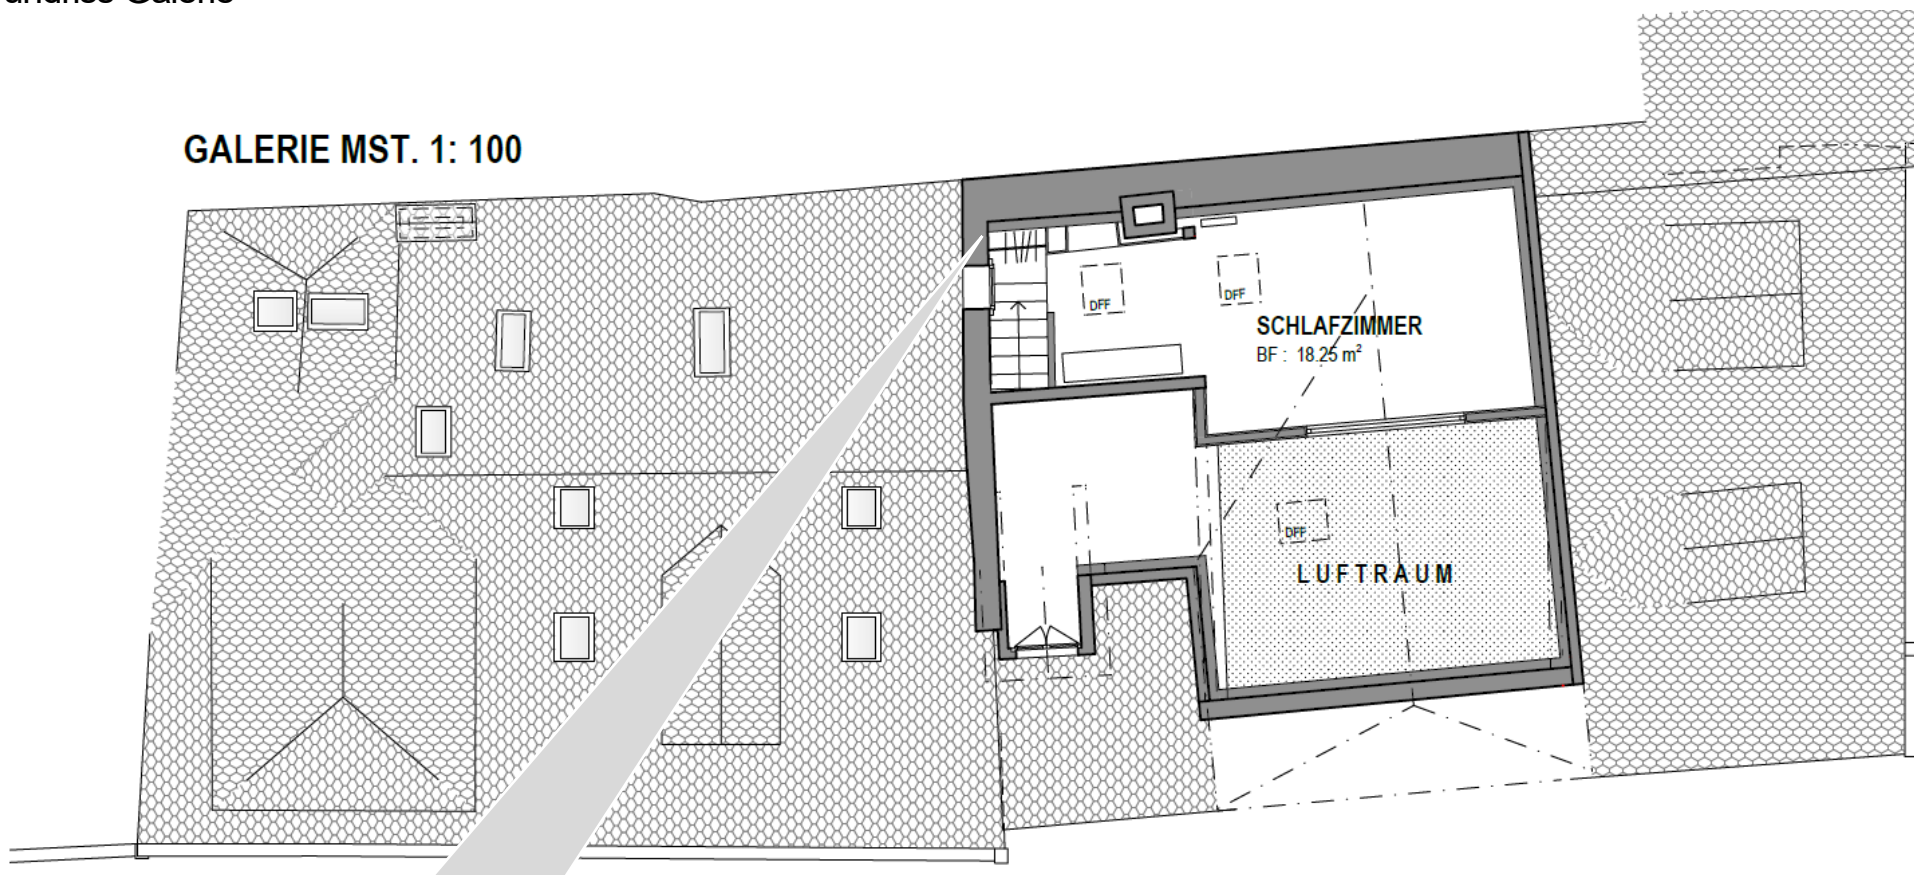 GALERIE MST. 1: 100
DFF
DFF
SCHLAFZIMMER
BF : 18.25 m²
DFF
LUFTRAUM